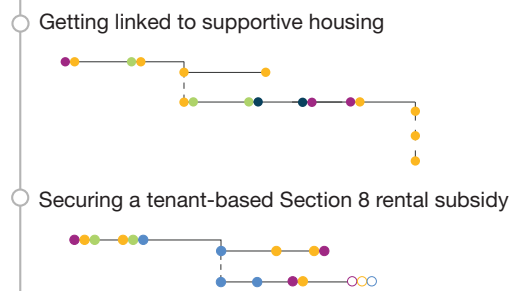 Getting linked to supportive housing
Securing a tenant-based Section 8 rental subsidy